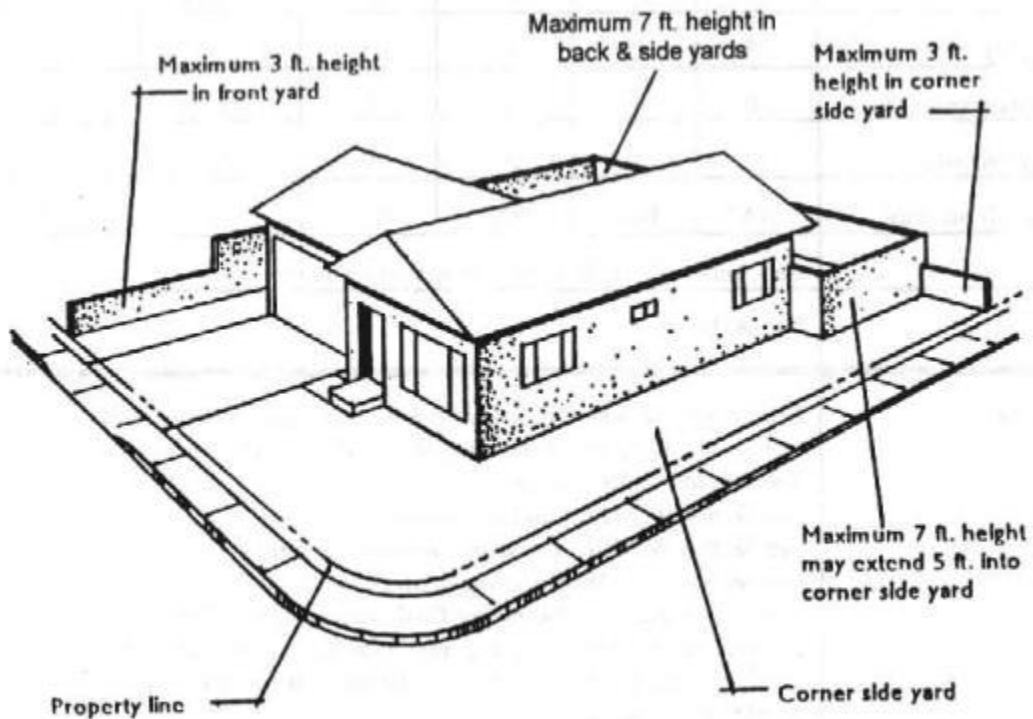 Maximum 7 ft. height in
back & side yards
Maximum 3 ft. height
in front yard
Maximum 3 ft.
height in corner
side yard
Maximum 7 ft. height
may extend 5 ft. into
corner side yard
Property line
Corner side yard